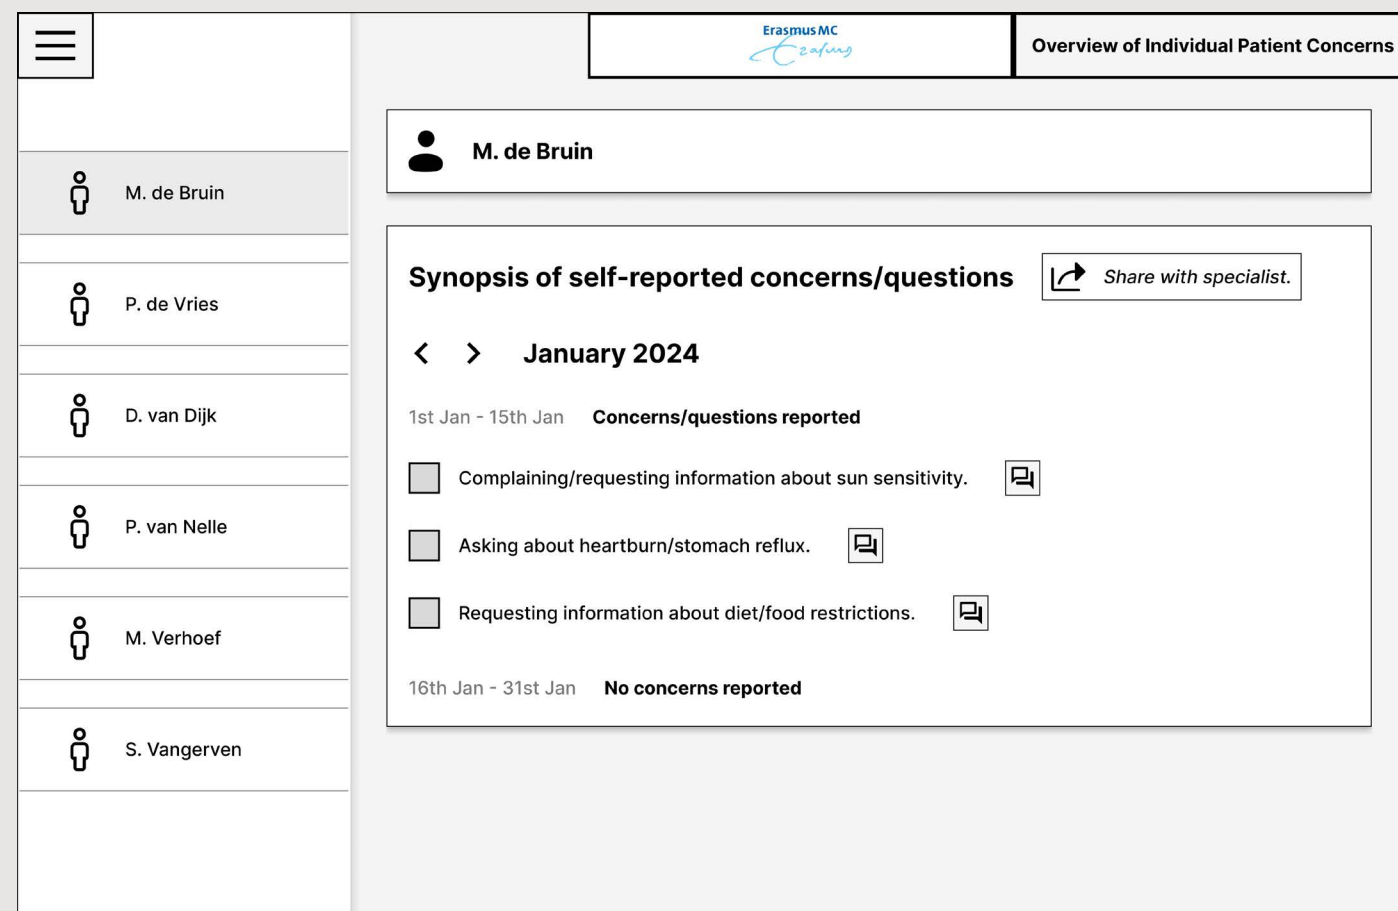 Erasmus MC
Erasmus
Overview of Individual Patient Concerns
M. de Bruin
P. de Vries
D. van Dijk
P. van Nelle
M. Verhoef
S. Vangerven
M. de Bruin
Synopsis of self-reported concerns/questions
Share with specialist.
January 2024
1st Jan - 15th Jan Concerns/questions reported
Complaining/requesting information about sun sensitivity.
Asking about heartburn/stomach reflux.
Requesting information about diet/food restrictions.
16th Jan - 31st Jan No concerns reported